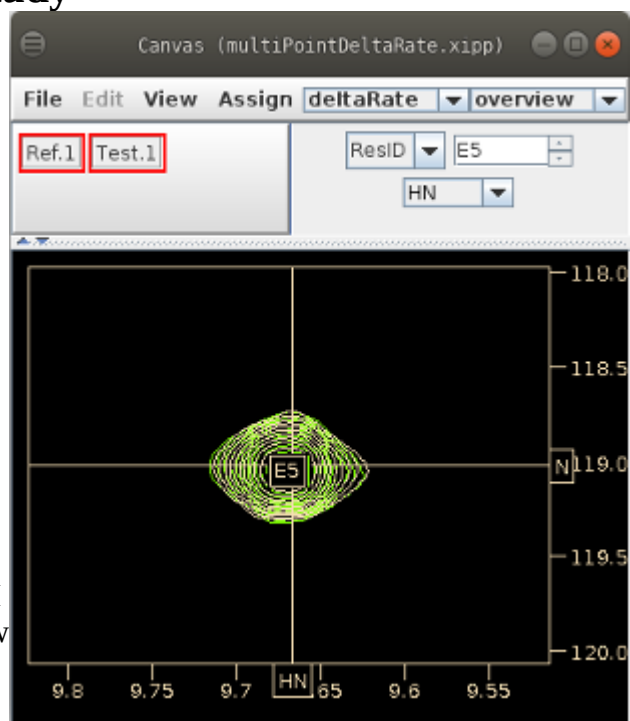 Canvas (multiPointDeltaRate.xipp)
File Edit View Assign deltaRate overview
Ref.1 Test.1 ResID E5
HN
118.0
118.5
E5
N 119.0
119.5
120.0
HN
9.8 9.75 9.7 65 9.6 9.55